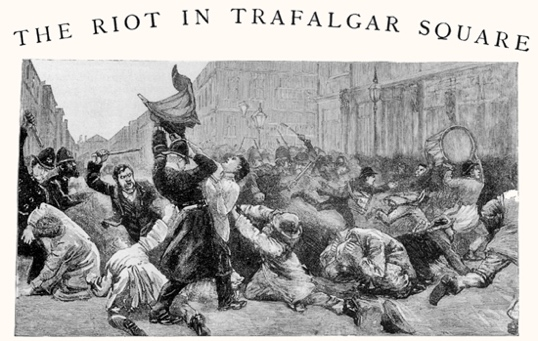 THE RIOT IN TRAFALGAR SQUARE